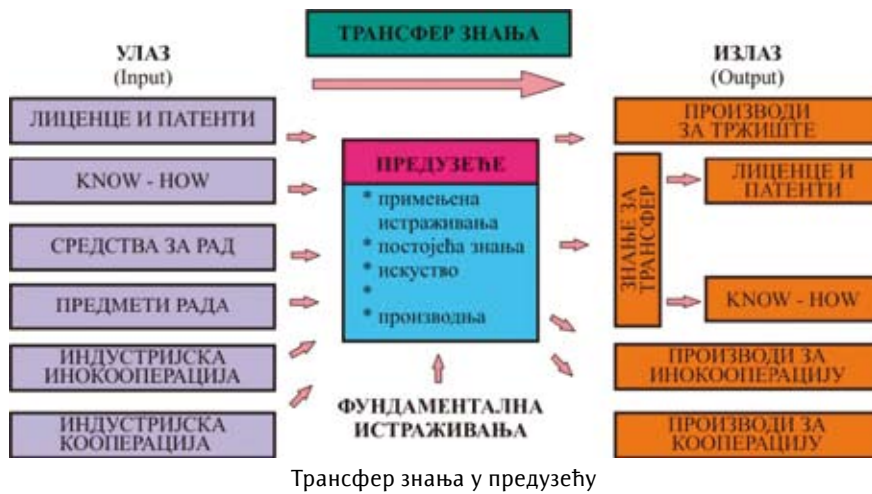 ТРАНСФЕР ЗНАЊА
УЛАЗ
(Input)
ЛИЦЕНЦЕ И ПАТЕНТИ
KNOW - HOW
СРЕДСТВА ЗА РАД
ПРЕДМЕТИ РАДА
ИНДУСТРИЈСКА
ИНОКООПЕРАЦИЈА
ИНДУСТРИЈСКА
КООПЕРАЦИЈА
ПРЕДУЗЕЋЕ
* примењена
истраживања
* постојећа знања
* искуство
*
* производња
ФУНДАМЕНТАЛНА
ИСТРАЖИВАЊА
ИЗЛАЗ
(Output)
ПРОИЗВОДИ
ЗА ТРЖИШТЕ
ЗНАЊЕ ЗА
ТРАНСФЕР
ЛИЦЕНЦЕ И
ПАТЕНТИ
KNOW - HOW
ПРОИЗВОДИ ЗА
ИНОКООПЕРАЦИЈУ
ПРОИЗВОДИ ЗА
КООПЕРАЦИЈУ
Трансфер знања у предузећу